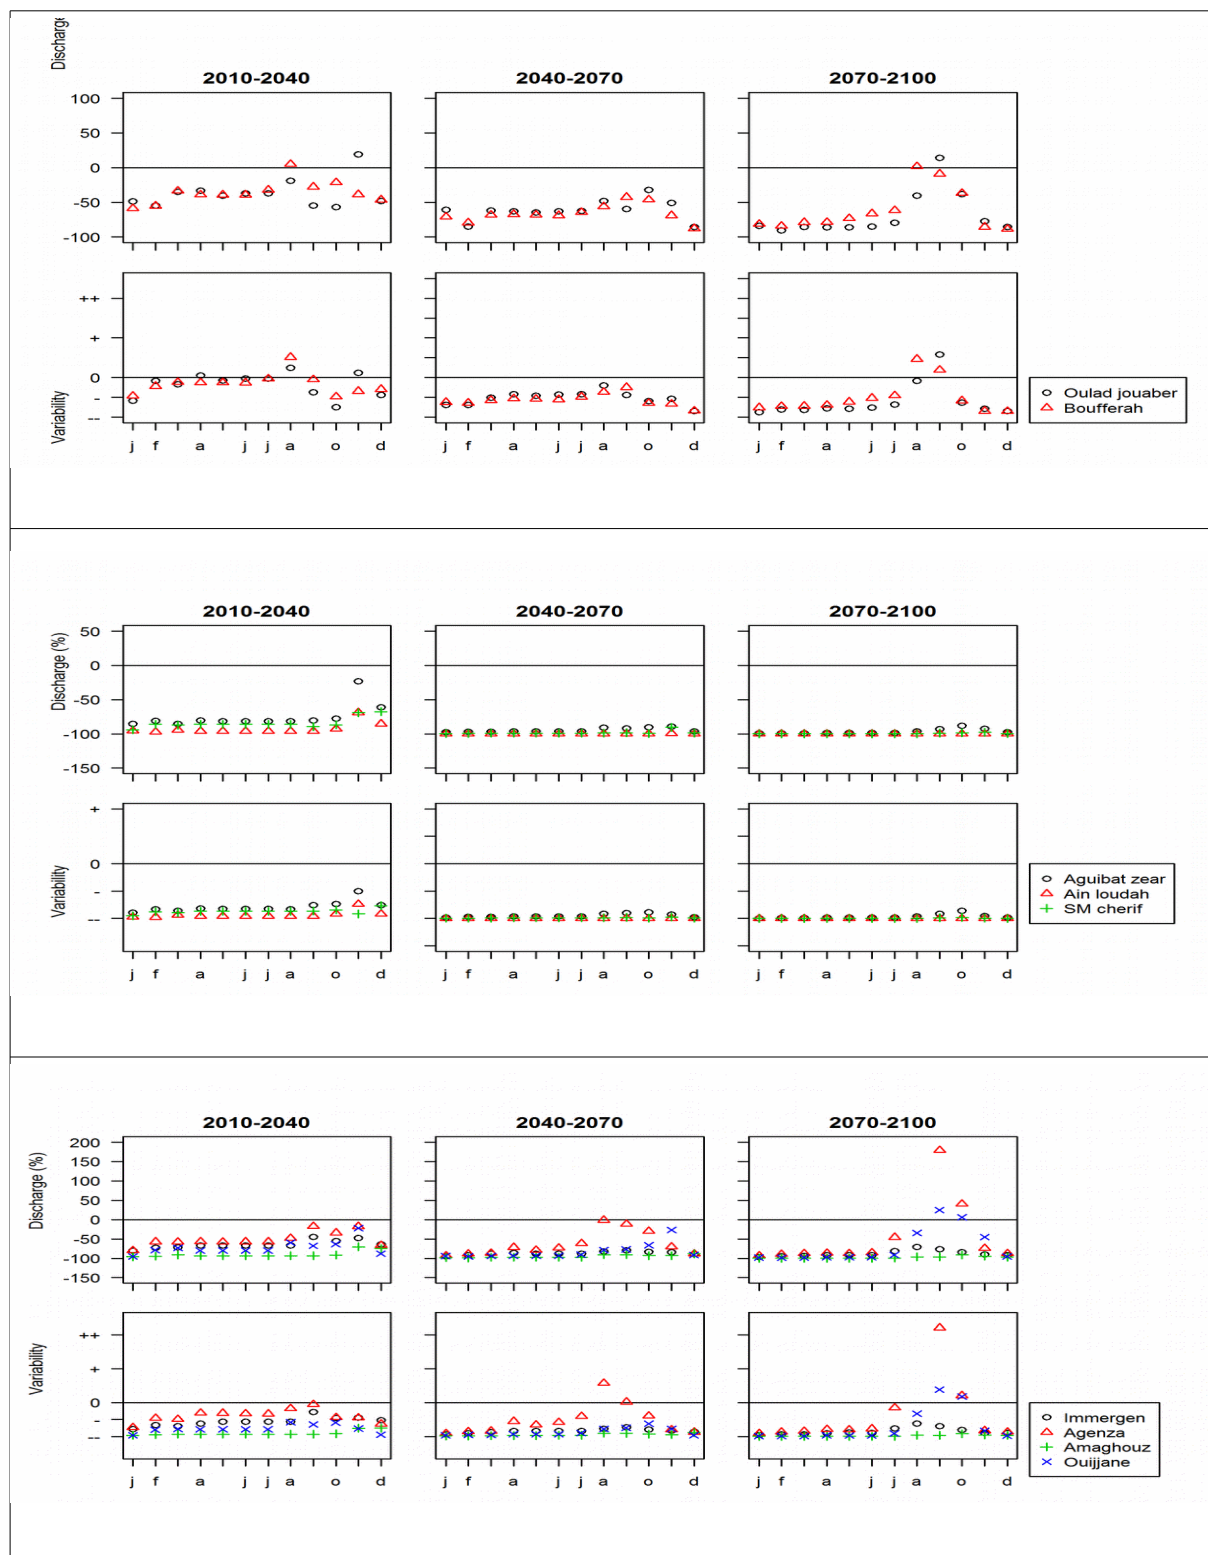 Discharge
2010-2040 2040-2070 2070-2100
100
50
0
-50
-100
++
+
0
-
--
Variability
Oulad jouaber
Boufferah
j f a j j a o d j f a j j a o d j f a j j a o d
2010-2040 2040-2070 2070-2100
Discharge (%)
50
0
-50
-100
-150
Variability
+
0
-
--
Aguibat zear
Ain loudah
SM cherif
j f a j j a o d j f a j j a o d j f a j j a o d
2010-2040 2040-2070 2070-2100
Discharge (%)
200
150
100
50
0
-50
-100
-150
Variability
++
+
0
-
--
Immergen
Agenza
Amaghouz
Ouijjane
j f a j j a o d j f a j j a o d j f a j j a o d